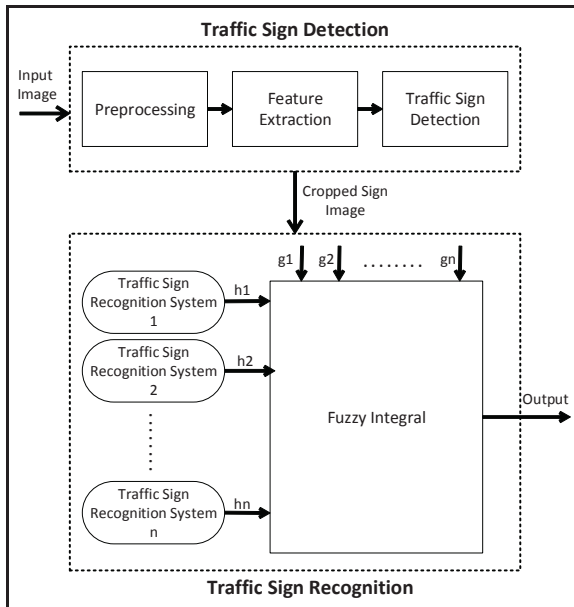 Traffic Sign Detection
Input
Image
Preprocessing
Feature
Extraction
Traffic Sign
Detection
Cropped Sign
Image
g1 g2 ........ gn
Traffic Sign
Recognition System
1
h1
Traffic Sign
Recognition System
2
h2
Fuzzy Integral
Output
Traffic Sign
Recognition System
n
hn
Traffic Sign Recognition